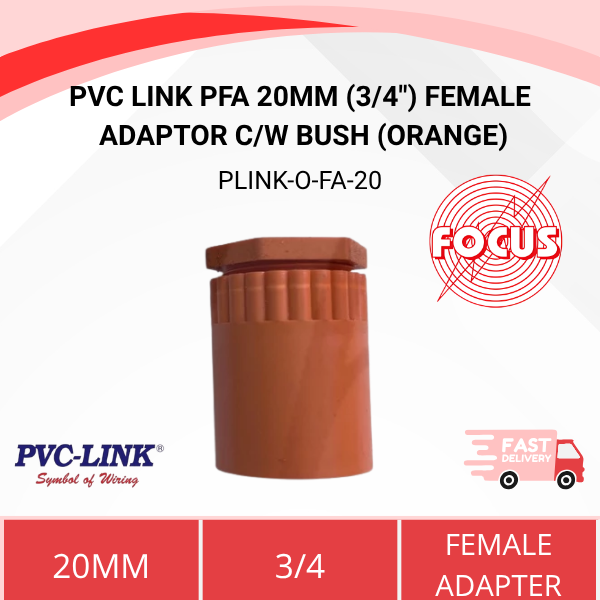 PVC LINK PFA 20MM (3/4") FEMALE
ADAPTOR C/W BUSH (ORANGE)
PLINK-O-FA-20
FOCUS
PVC-LINK®
Symbol of Wiring
FAST
DELIVERY
20MM
3/4
FEMALE
ADAPTER